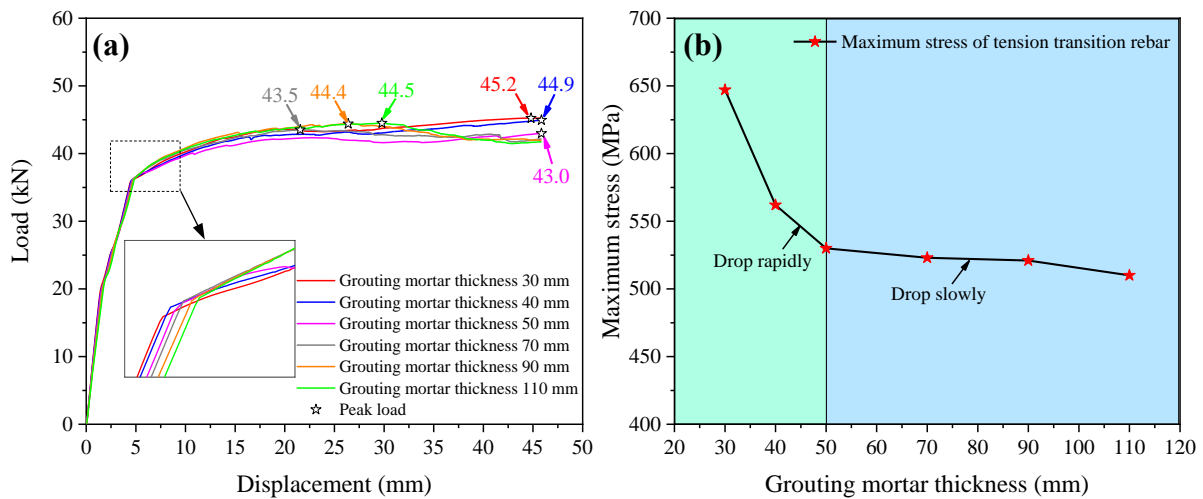 (a)
60
50
40
30
20
10
0
Load (kN)
43.5
44.4
44.5
45.2
44.9
43.0
Grouting mortar thickness 30 mm
Grouting mortar thickness 40 mm
Grouting mortar thickness 50 mm
Grouting mortar thickness 70 mm
Grouting mortar thickness 90 mm
Grouting mortar thickness 110 mm
Peak load
0 5 10 15 20 25 30 35 40 45 50
Displacement (mm)
(b)
700
650
600
550
500
450
400
Maximum stress (MPa)
Maximum stress of tension transition rebar
Drop rapidly
Drop slowly
20 30 40 50 60 70 80 90 100 110 120
Grouting mortar thickness (mm)